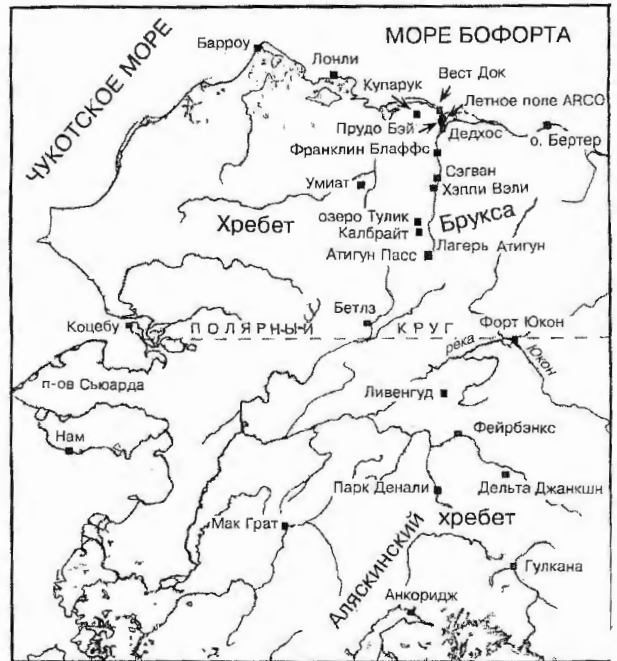 МОРЕ БОФОРТА
ЧУКОТСКОЕ МОРЕ
Барроу
Лонли
Вест Док
Купарук
Летное поле ARCO
Прудо Бэй
Дедхос
о. Бертер
Франклин Блаффс
Сэгван
Умиат
Хэппи Вэли
Хребет
Брукса
озеро Тулик
Калбрайт
Лагерь Атигун
Атигун Пасс
Бетлз
Коцебу
ПОЛЯРНЫЙ КРУГ
Форт Юкон
река
Юкон
п-ов Сьюарда
Ливенгуд
Фейрбэнкс
Нам
Парк Денали
Дельта Джанкшн
Мак Грат
Аляскинский
хребет
Гулкана
Анкоридж